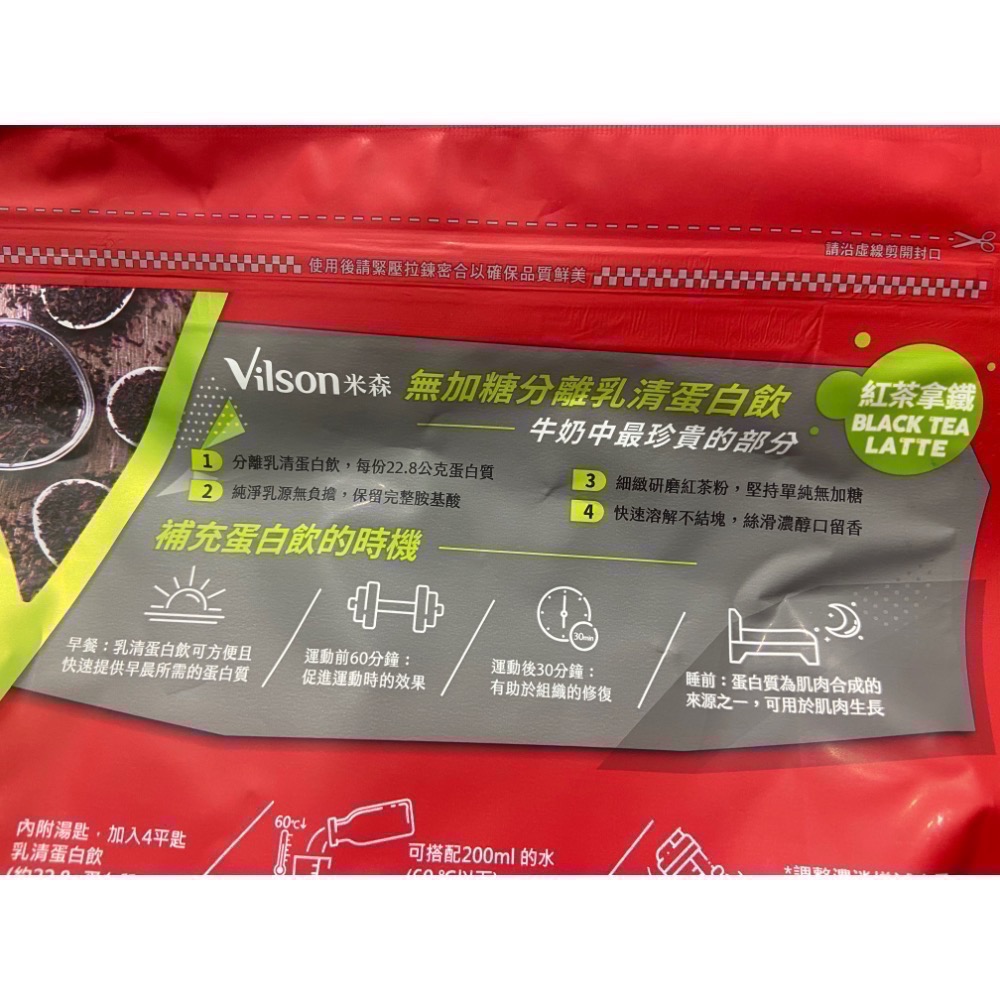 請沿虛線剪開封口
使用後請緊壓拉鍊密合以確保品質鮮美
Vilson 米森 無加糖分離乳清蛋白飲
牛奶中最珍貴的部分
紅茶拿鐵
BLACK TEA
LATTE
1 分離乳清蛋白飲，每份22.8公克蛋白質
2 純淨乳源無負擔，保留完整胺基酸
3 細緻研磨紅茶粉，堅持單純無加糖
4 快速溶解不結塊，絲滑濃醇口留香
補充蛋白飲的時機
早餐：乳清蛋白飲可方便且
快速提供早晨所需的蛋白質
運動前60分鐘：
促進運動時的效果
30min
運動後30分鐘：
有助於組織的修復
睡前：蛋白質為肌肉合成的
來源之一，可用於肌肉生長
內附湯匙，加入4平匙
乳清蛋白飲
60℃↓
可搭配200ml 的水